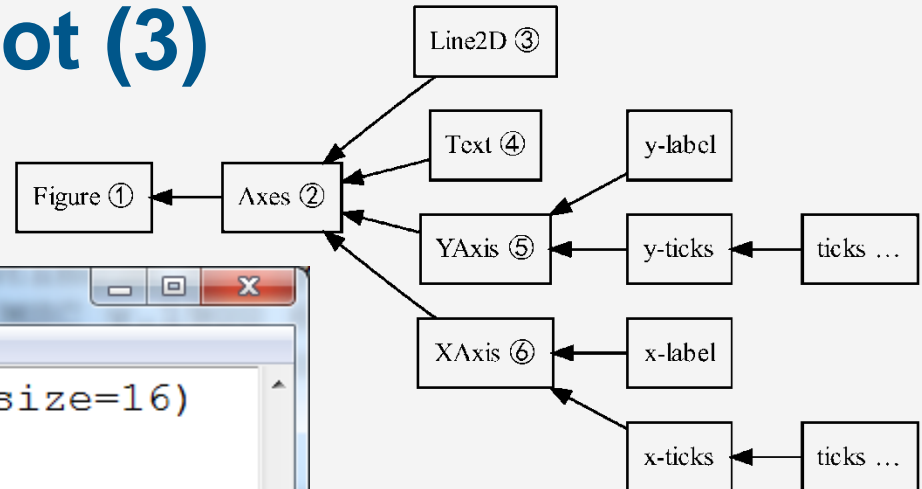 ot (3)
Line2D ③
Text ④
y-label
Figure ①
Axes ②
YAxis ⑤
y-ticks
ticks ...
XAxis ⑥
x-label
size=16)
x-ticks
ticks ...